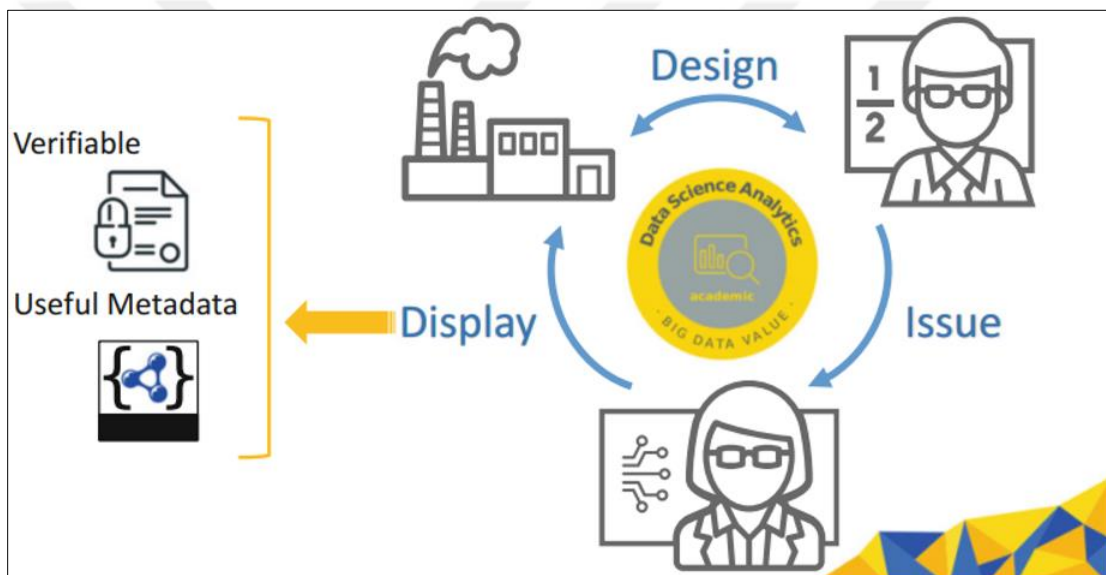 Design
1
2
Verifiable
Data Science Analytics
academic
· BIG DATA VALUE ·
Useful Metadata
Display
Issue
{ }